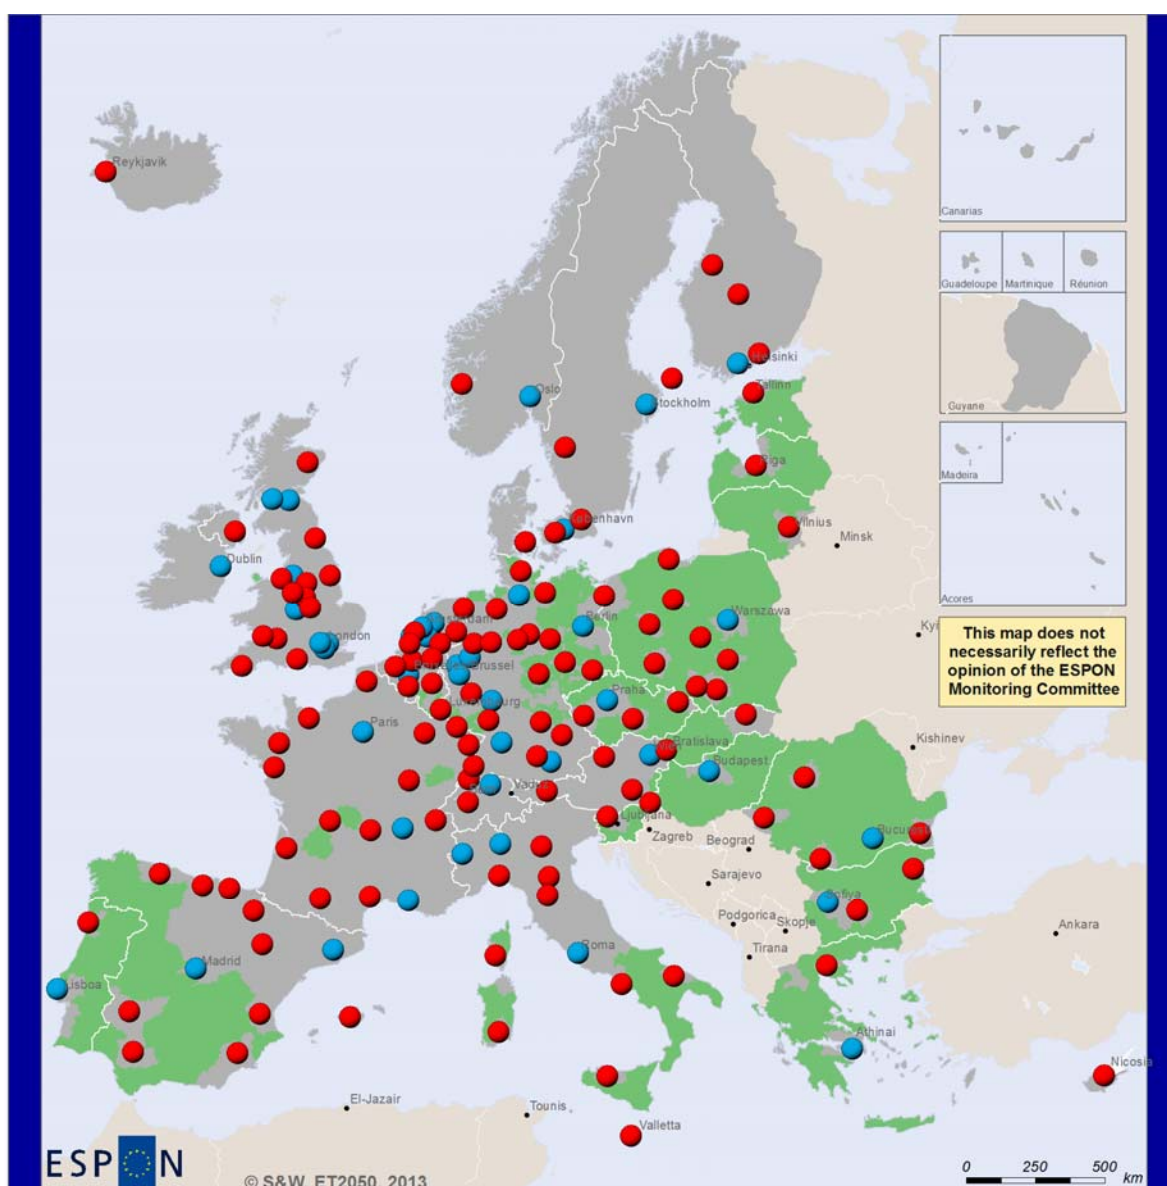 Reykjavik
Canarias
Guadeloupe
Martinique
Réunion
Guyane
Madeira
Acores
Oslo
Stockholm
Helsinki
Tallinn
Riga
Vilnius
Minsk
København
Dublin
London
Berlin
Warszawa
Praha
Paris
Bratislava
Budapest
Kishinev
Vaduz
Ljubljana
Zagreb
Beograd
Bucuresti
Sarajevo
Sofiya
Podgorica
Skopje
Tirana
Ankara
Roma
Madrid
Lisboa
Athinai
Nicosia
El-Jazair
Tounis
Valletta
This map does not
necessarily reflect the
opinion of the ESPON
Monitoring Committee
ESPON
© S&W, ET2050, 2013
0 250 500
km